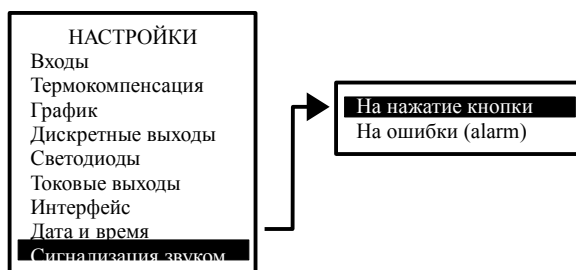 НАСТРОЙКИ
Входы
Термокомпенсация
График
Дискретные выходы
Светодиоды
Токовые выходы
Интерфейс
Дата и время
Сигнализация звуком
На нажатие кнопки
На ошибки (alarm)